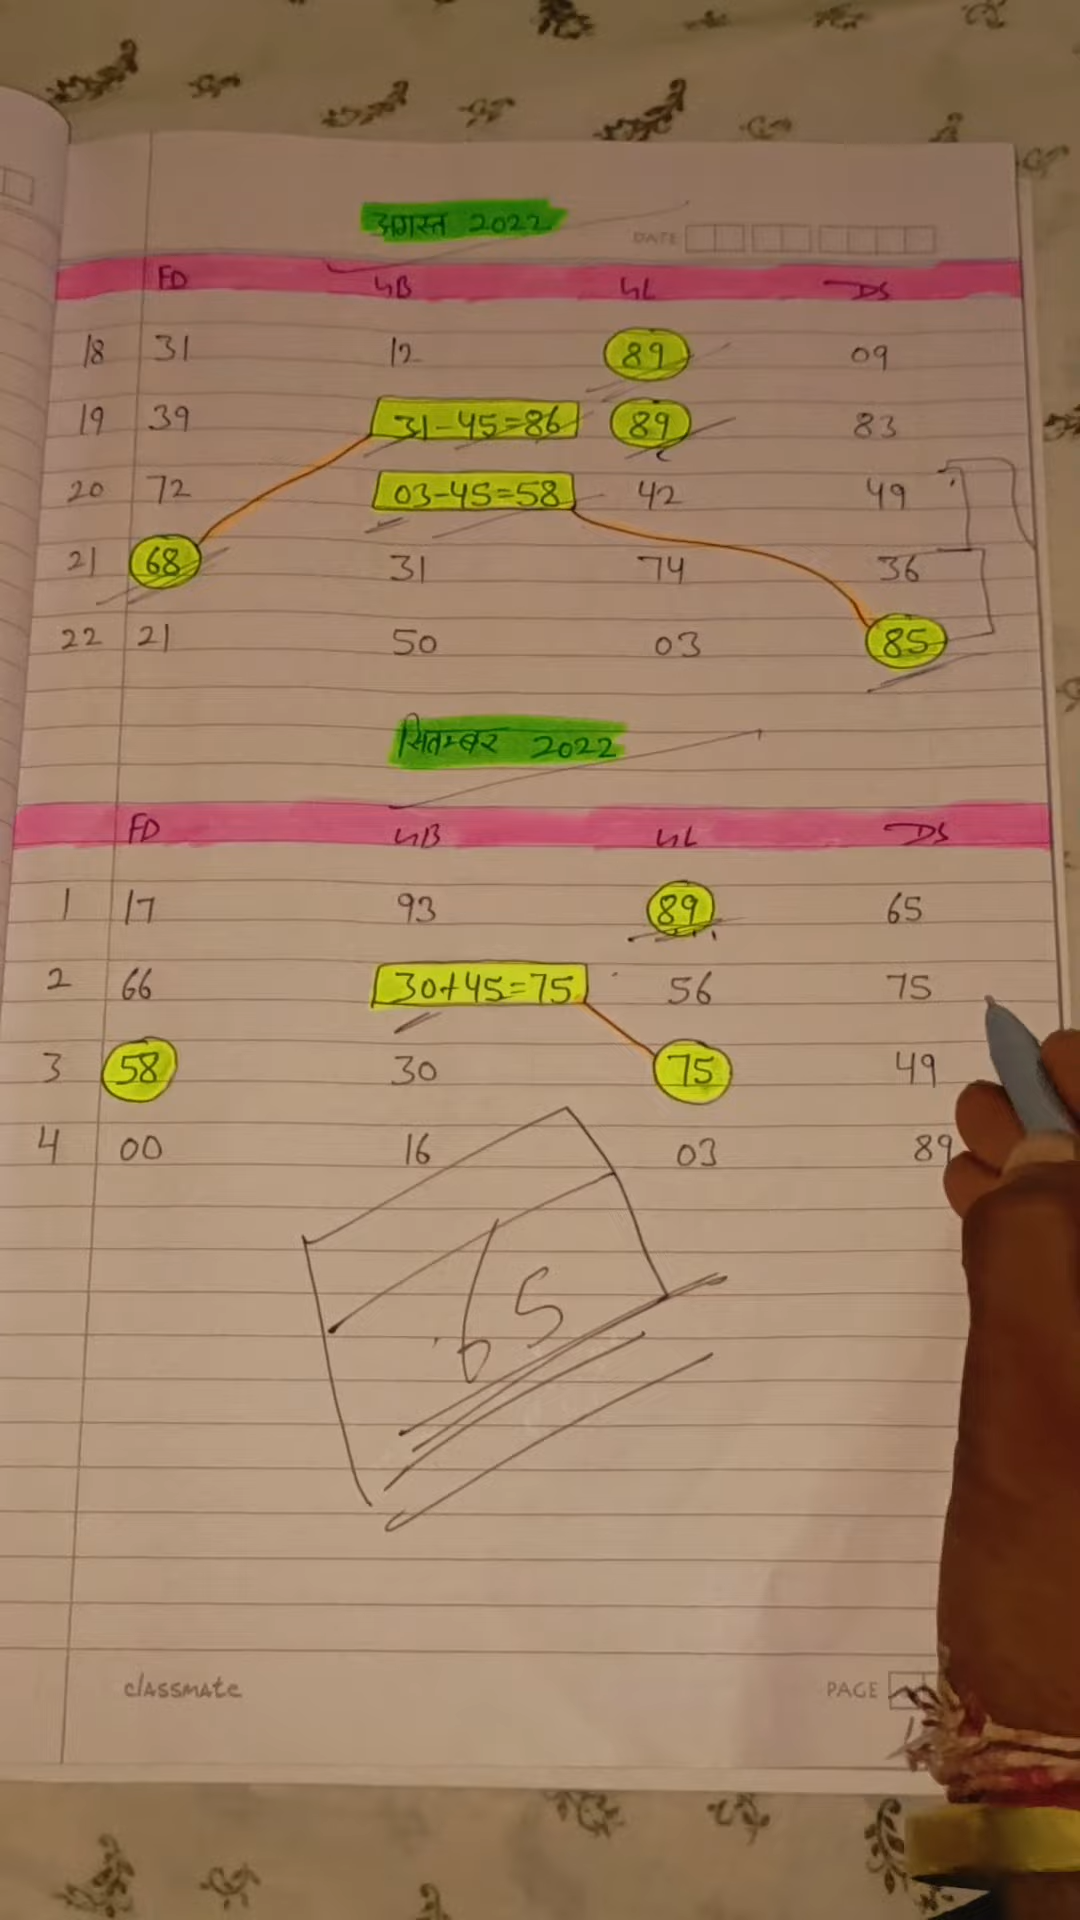 अगस्त 2022
DATE
FD GB GL DS
18 31 12 89 09
19 39 31-45=86 89 83
20 72 03-45=58 42 49
21 68 31 74 36
22 21 50 03 85
सितम्बर 2022
FD GB GL DS
1 17 93 89 65
2 66 30+45=75 56 75
3 58 30 75 49
4 00 16 03 89
65
classmate
PAGE